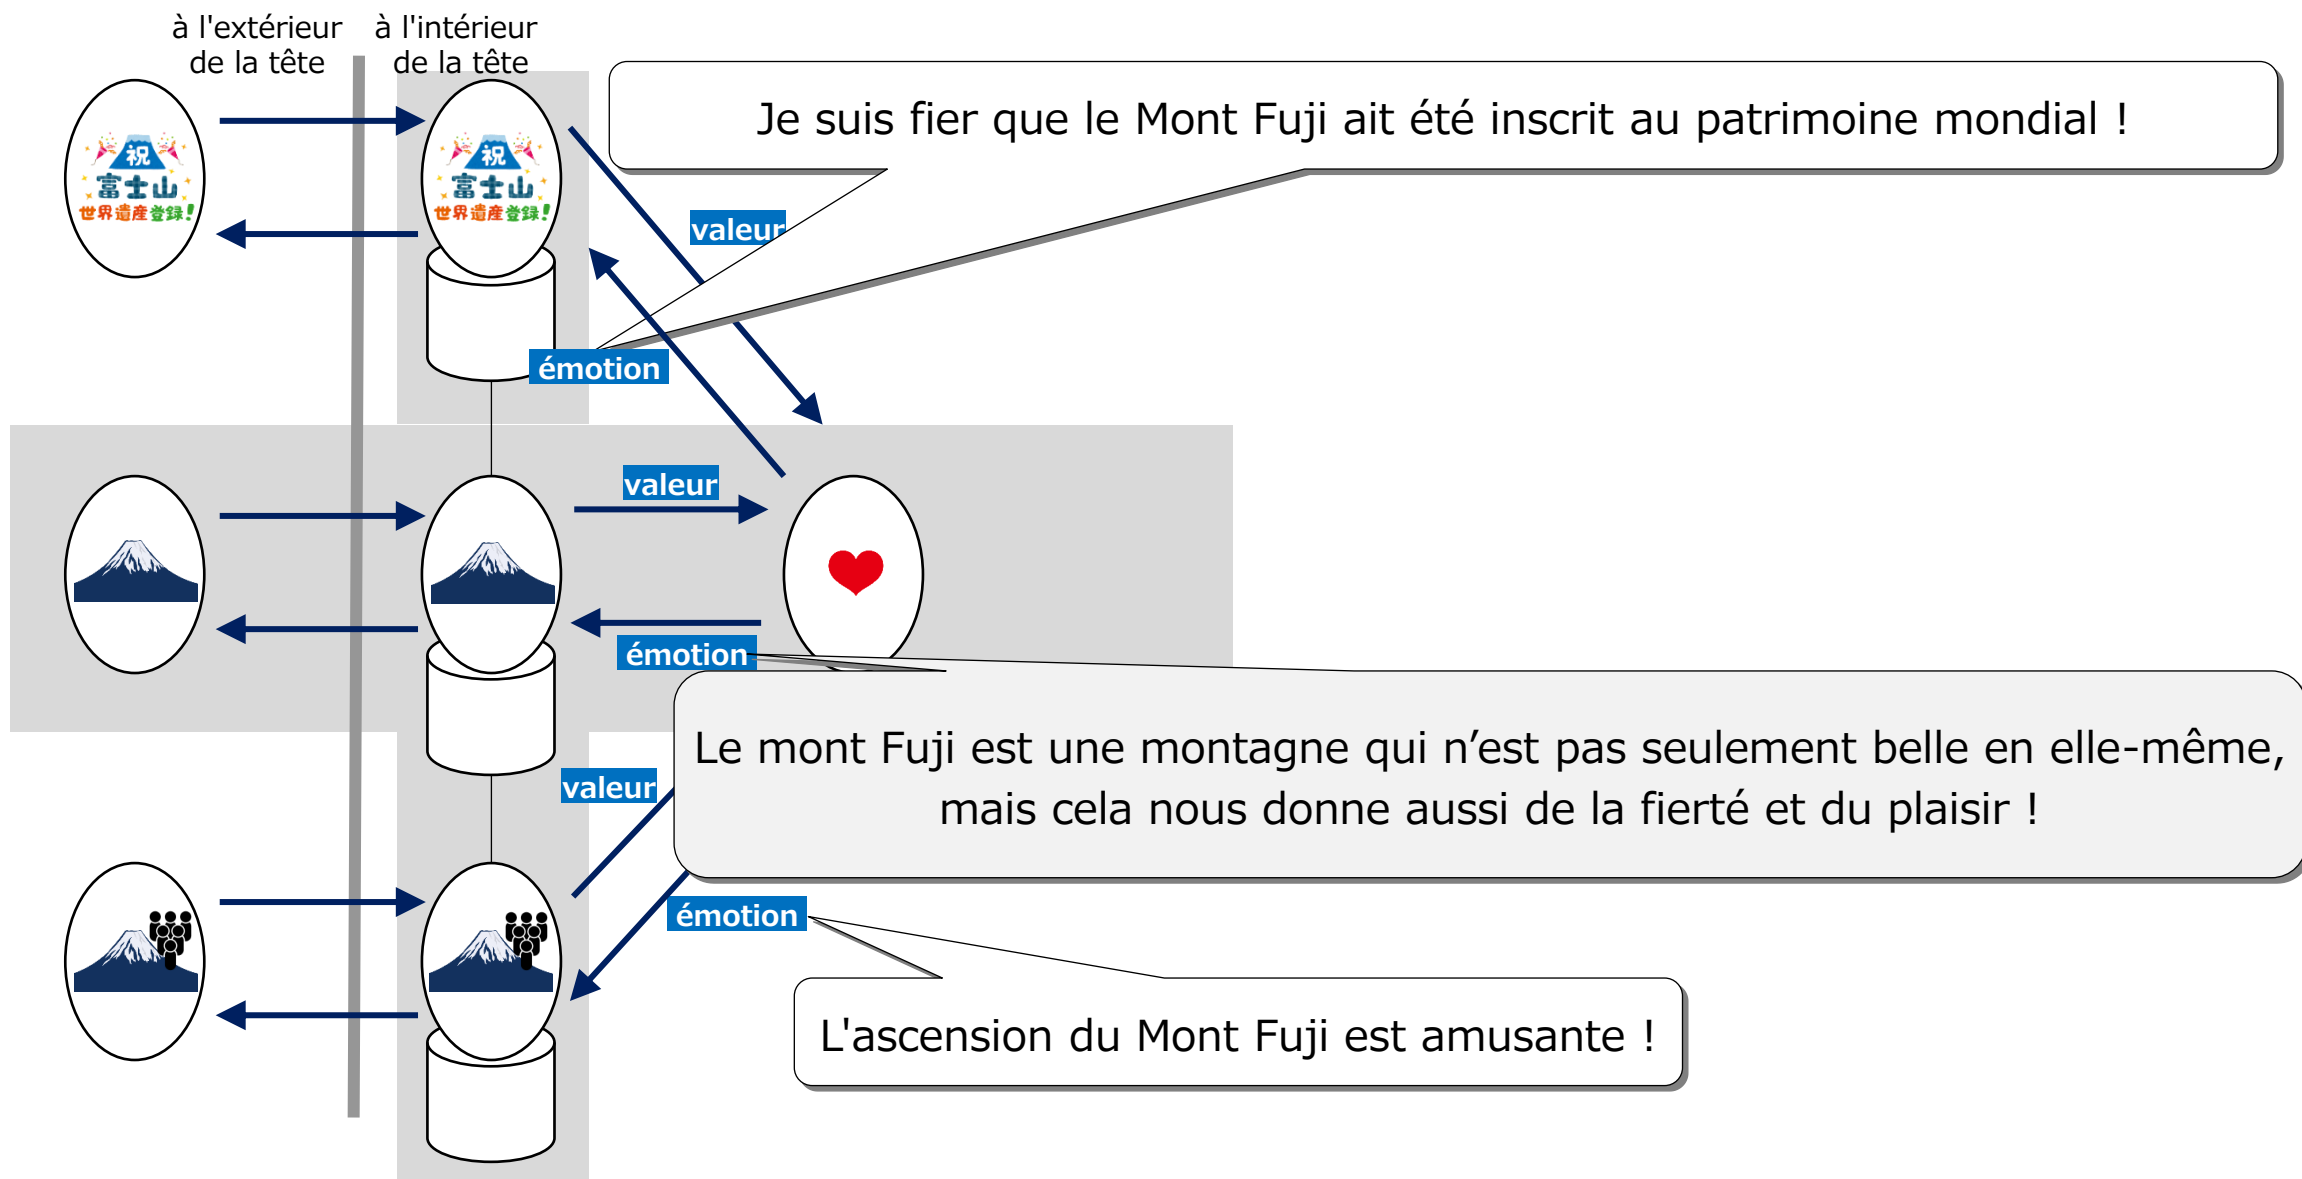 à l'extérieur
de la tête
à l'intérieur
de la tête
Je suis fier que le Mont Fuji ait été inscrit au patrimoine mondial !
祝
富士山
世界遺産登録!
祝
富士山
世界遺産登録!
valeur
émotion
valeur
émotion
Le mont Fuji est une montagne qui n’est pas seulement belle en elle-même,
mais cela nous donne aussi de la fierté et du plaisir !
valeur
émotion
L'ascension du Mont Fuji est amusante !